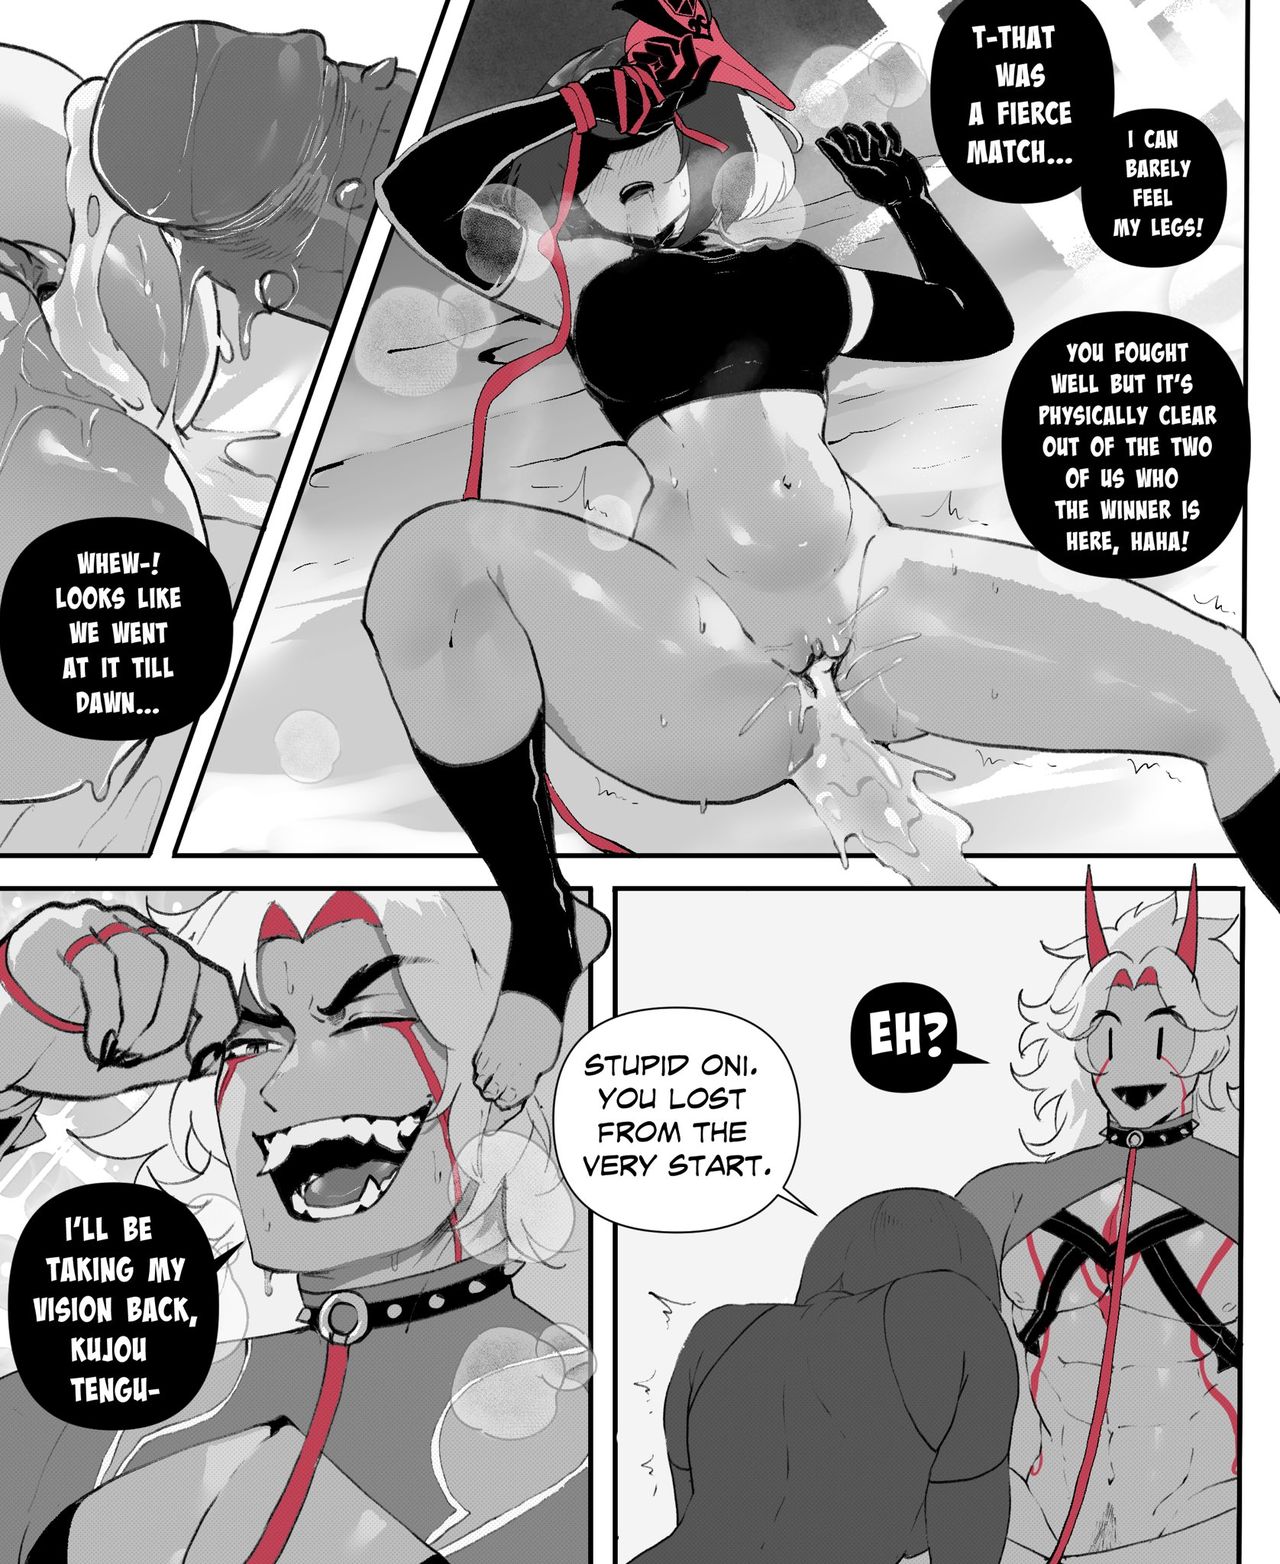 T-THAT
WAS
A FIERCE
MATCH...
I CAN
BARELY
FEEL
MY LEGS!
YOU FOUGHT
WELL BUT IT'S
PHYSICALLY CLEAR
OUT OF THE TWO
OF US WHO
THE WINNER IS
HERE, HAHA!
WHEW-!
LOOKS LIKE
WE WENT
AT IT TILL
DAWN...
I'LL BE
TAKING MY
VISION BACK,
KUJOU
TENGU-
STUPID ONI.
YOU LOST
FROM THE
VERY START.
EH?